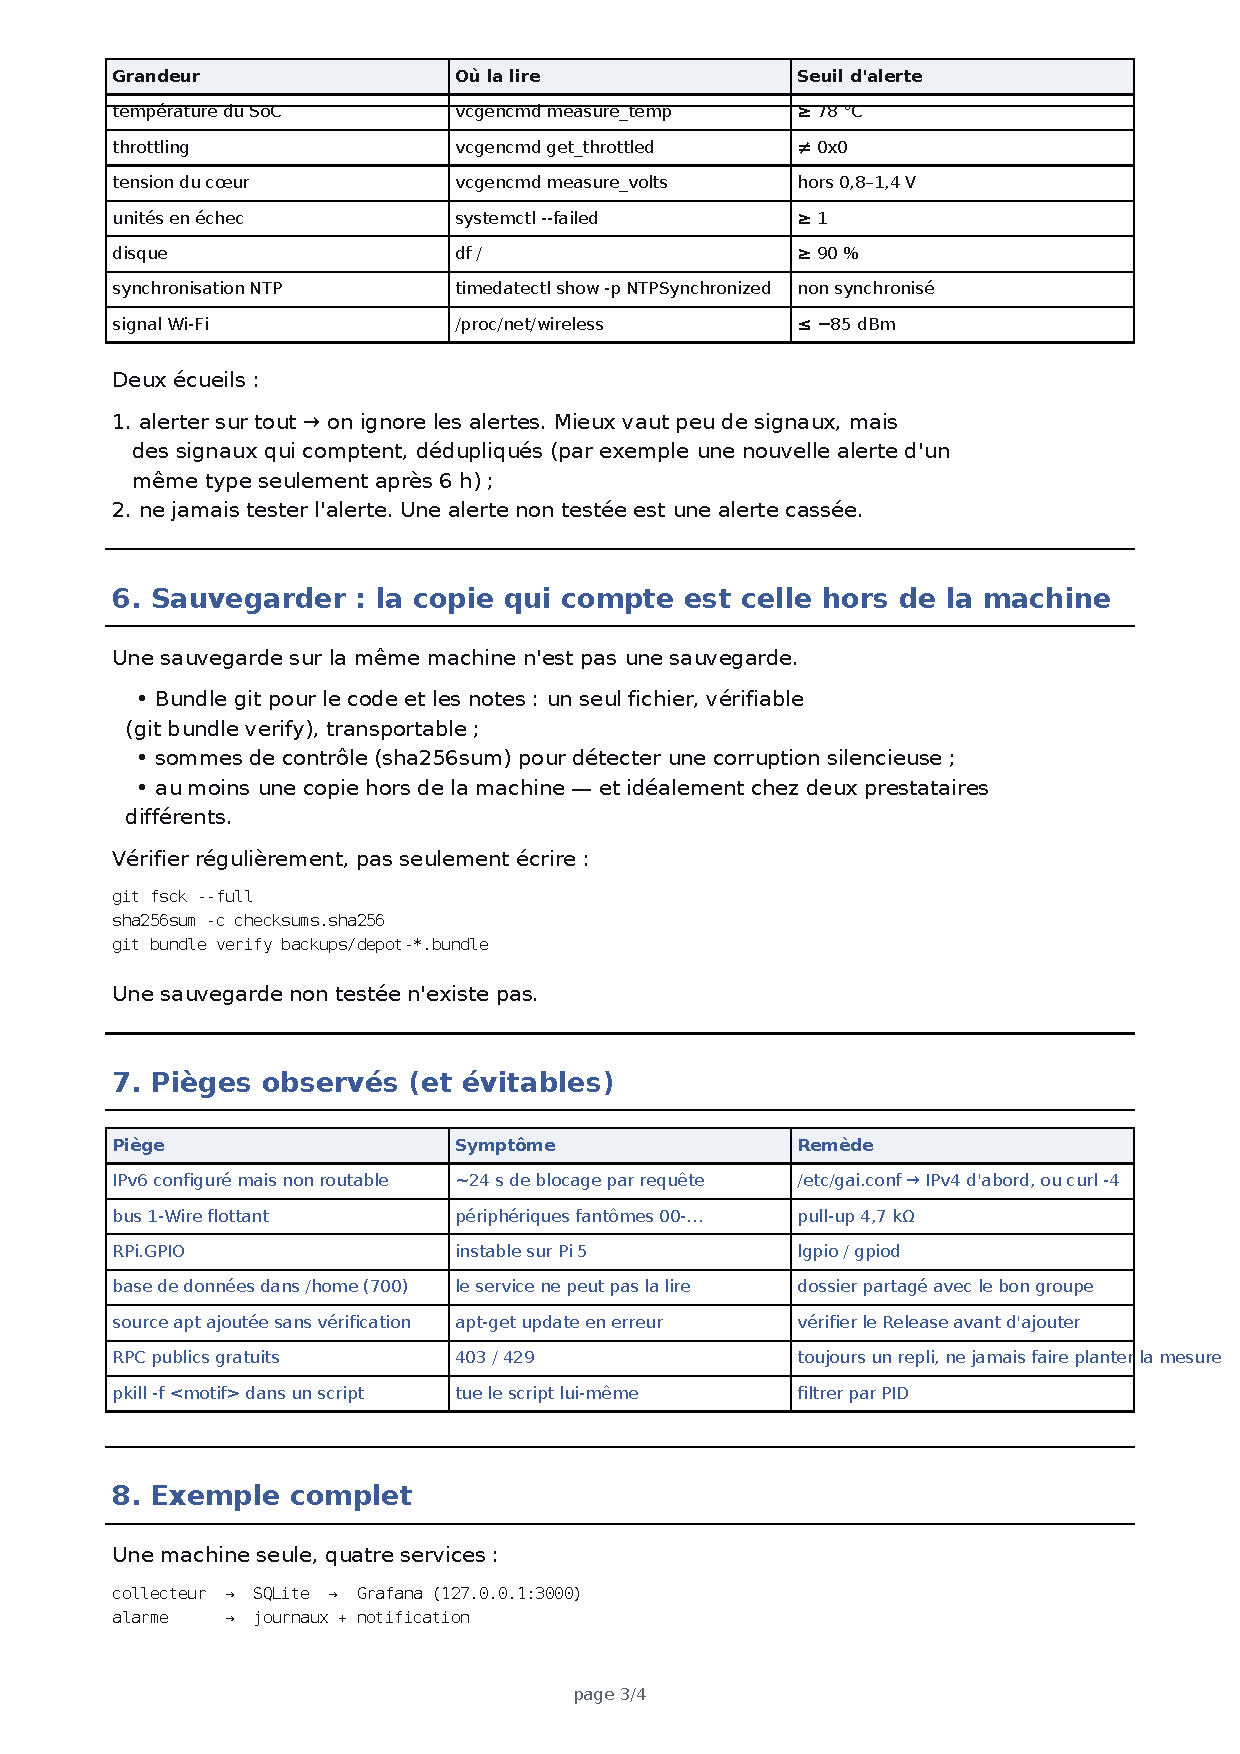 Grandeur Où la lire Seuil d'alerte
température du SoC vcgencmd measure_temp ≥ 78 °C
throttling vcgencmd get_throttled ≠ 0x0
tension du cœur vcgencmd measure_volts hors 0,8–1,4 V
unités en échec systemctl --failed ≥ 1
disque df / ≥ 90 %
synchronisation NTP timedatectl show -p NTPSynchronized non synchronisé
signal Wi-Fi /proc/net/wireless ≤ −85 dBm
Deux écueils :
1. alerter sur tout → on ignore les alertes. Mieux vaut peu de signaux, mais
des signaux qui comptent, dédupliqués (par exemple une nouvelle alerte d'un
même type seulement après 6 h) ;
2. ne jamais tester l'alerte. Une alerte non testée est une alerte cassée.
6. Sauvegarder : la copie qui compte est celle hors de la machine
Une sauvegarde sur la même machine n'est pas une sauvegarde.
• Bundle git pour le code et les notes : un seul fichier, vérifiable
(git bundle verify), transportable ;
• sommes de contrôle (sha256sum) pour détecter une corruption silencieuse ;
• au moins une copie hors de la machine — et idéalement chez deux prestataires
différents.
Vérifier régulièrement, pas seulement écrire :
git fsck --full
sha256sum -c checksums.sha256
git bundle verify backups/depot-*.bundle
Une sauvegarde non testée n'existe pas.
7. Pièges observés (et évitables)
Piège Symptôme Remède
IPv6 configuré mais non routable ~24 s de blocage par requête /etc/gai.conf → IPv4 d'abord, ou curl -4
bus 1-Wire flottant périphériques fantômes 00-… pull-up 4,7 kΩ
RPi.GPIO instable sur Pi 5 lgpio / gpiod
base de données dans /home (700) le service ne peut pas la lire dossier partagé avec le bon groupe
source apt ajoutée sans vérification apt-get update en erreur vérifier le Release avant d'ajouter
RPC publics gratuits 403 / 429 toujours un repli, ne jamais faire planter la mesure
pkill -f <motif> dans un script tue le script lui-même filtrer par PID
8. Exemple complet
Une machine seule, quatre services :
collecteur → SQLite → Grafana (127.0.0.1:3000)
alarme → journaux + notification
page 3/4